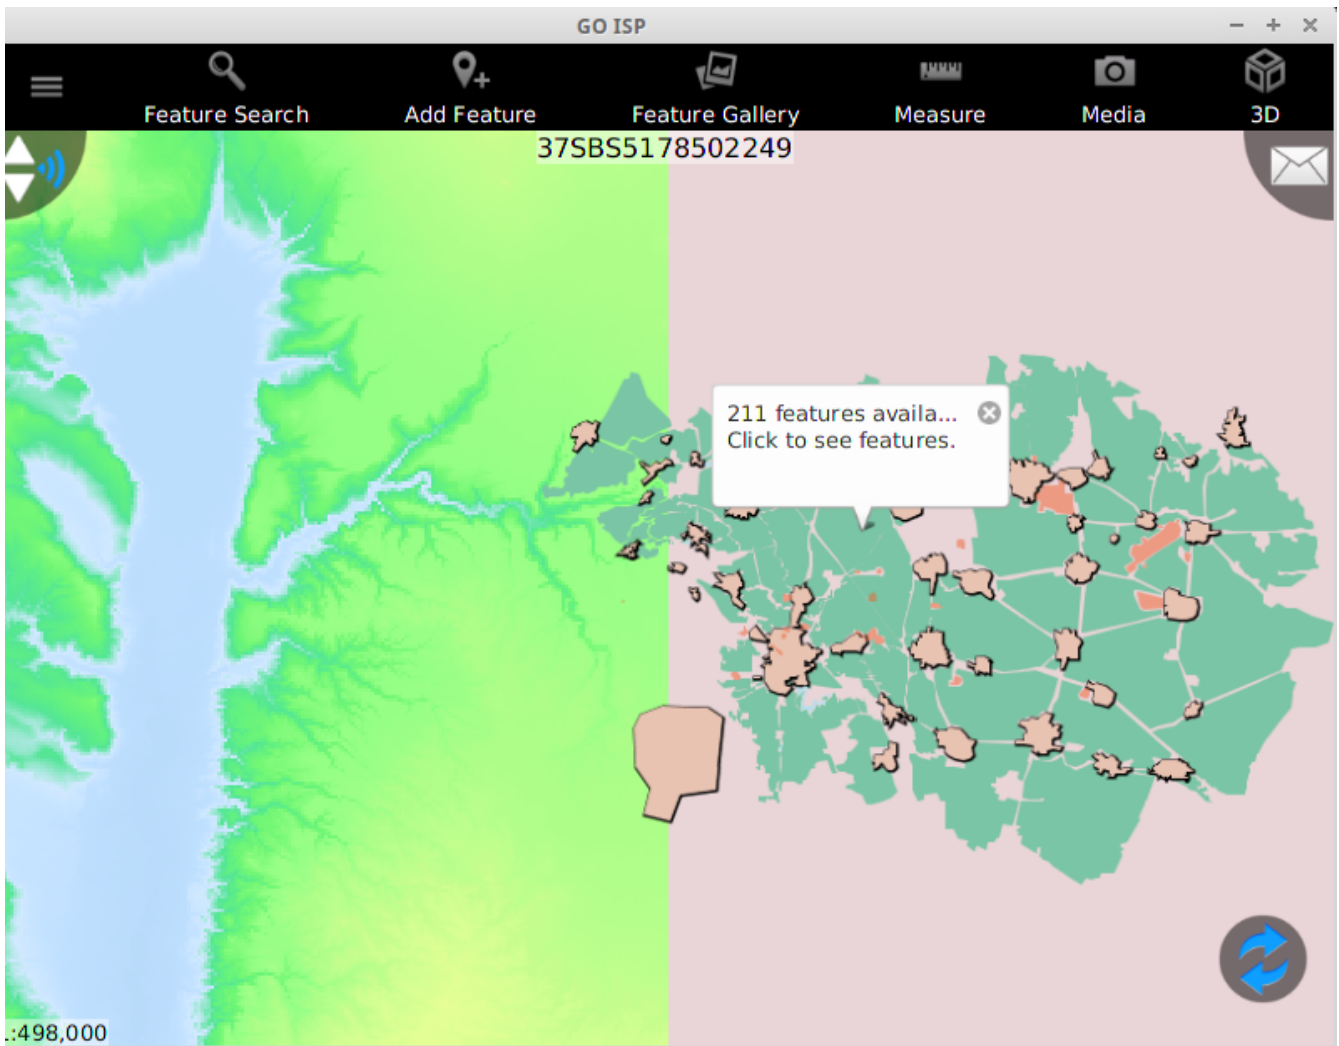 GO ISP
Feature Search
Add Feature
Feature Gallery
Measure
Media
3D
37SBS5178502249
211 features availa...
Click to see features.
:498,000